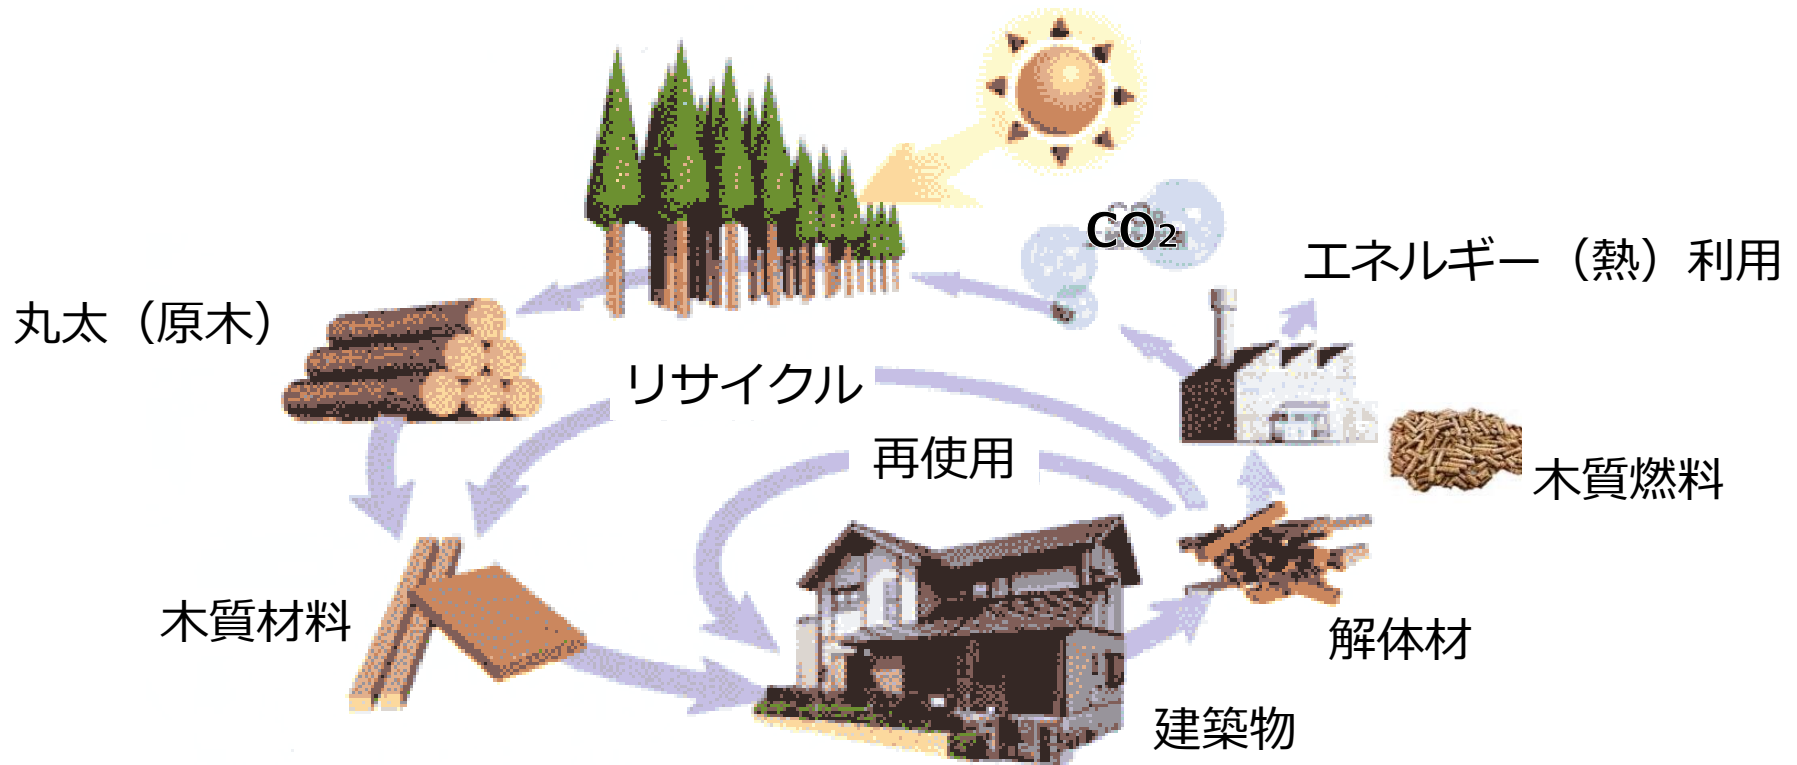 CO₂
エネルギー（熱）利用
丸太（原木）
リサイクル
再使用
木質燃料
木質材料
解体材
建築物